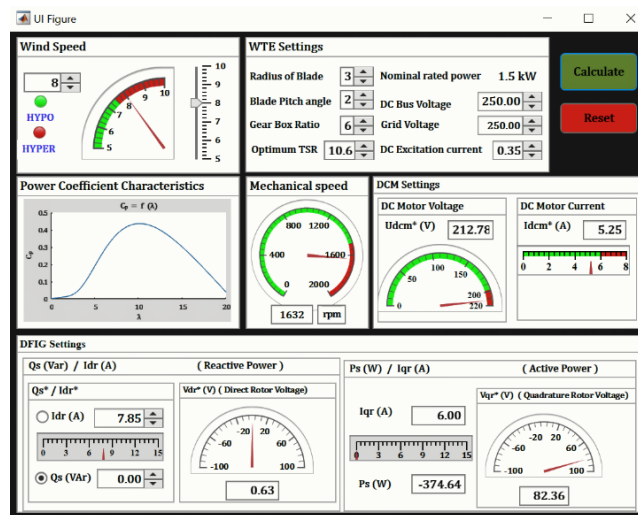 UI Figure
Wind Speed
8
HYPO
HYPER
5 6 7 8 9 10
10
9
8
7
6
5
WTE Settings
Radius of Blade 3 Nominal rated power 1.5 kW
Blade Pitch angle 2 DC Bus Voltage 250.00
Gear Box Ratio 6 Grid Voltage 250.00
Optimum TSR 10.6 DC Excitation current 0.35
Calculate
Reset
Power Coefficient Characteristics
Cp = f (λ)
Cp
0.5
0.4
0.3
0.2
0.1
0
0 5 10 15 20
λ
Mechanical speed
0 400 800 1200 1600 2000
1632 rpm
DCM Settings
DC Motor Voltage
Udcm* (V) 212.78
0 50 100 150 200 220
DC Motor Current
Idcm* (A) 5.25
0 2 4 6 8
DFIG Settings
Qs (Var) / Idr (A) (Reactive Power)
Qs* / Idr*
Idr (A) 7.85
0 3 6 9 12 15
Qs (VAr) 0.00
Vdr* (V) (Direct Rotor Voltage)
-100 -60 -20 20 60 100
0.63
Ps (W) / Iqr (A) (Active Power)
Iqr (A) 6.00
0 3 6 9 12 15
Ps (W) -374.64
Vqr* (V) (Quadrature Rotor Voltage)
-100 -60 -20 20 60 100
82.36